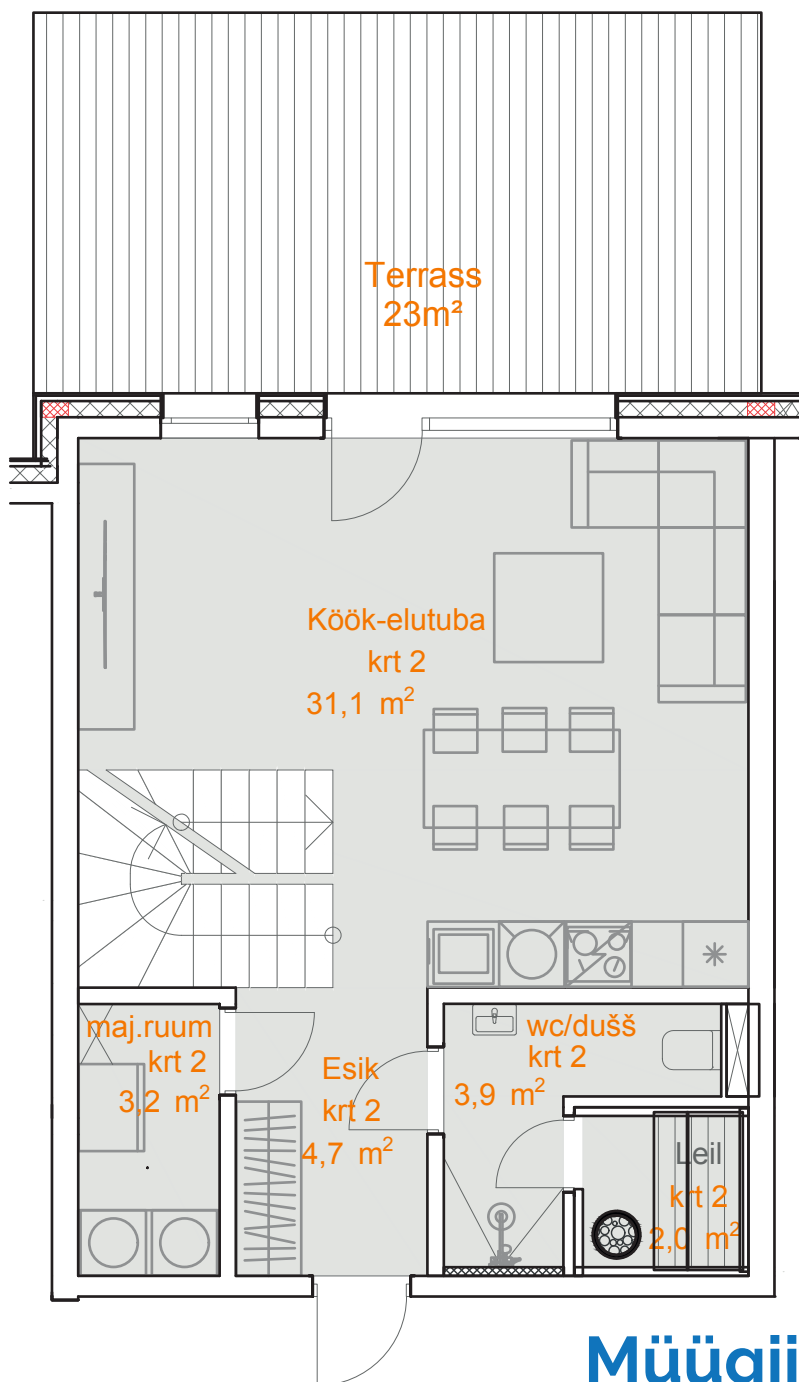 Terrass
23m²
Köök-elutuba
krt 2
31,1 m²
maj.ruum
krt 2
3,2 m²
Esik
krt 2
4,7 m²
wc/dušš
krt 2
3,9 m²
Leil
krt 2
2,0 m²